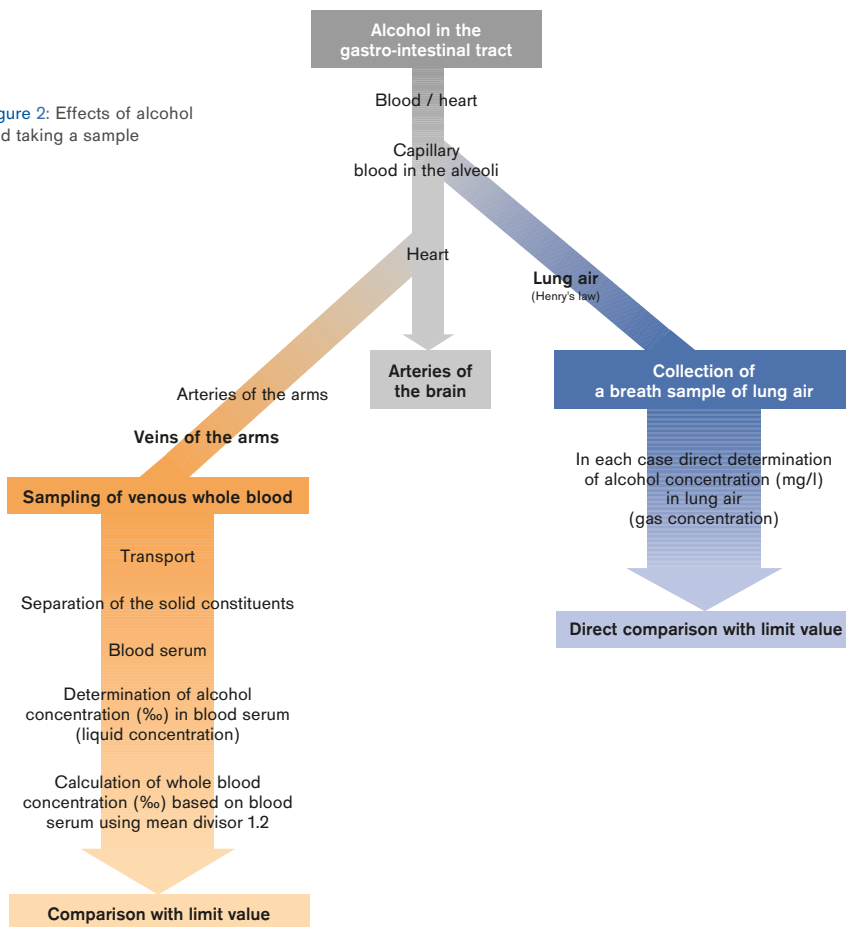 Alcohol in the
gastro-intestinal tract
gure 2: Effects of alcohol
d taking a sample
Blood / heart
Capillary
blood in the alveoli
Heart
Lung air
(Henry's law)
Arteries of
the brain
Collection of
a breath sample of lung air
Arteries of the arms
Veins of the arms
Sampling of venous whole blood
In each case direct determination
of alcohol concentration (mg/l)
in lung air
(gas concentration)
Transport
Separation of the solid constituents
Blood serum
Direct comparison with limit value
Determination of alcohol
concentration (‰) in blood serum
(liquid concentration)
Calculation of whole blood
concentration (‰) based on blood
serum using mean divisor 1.2
Comparison with limit value